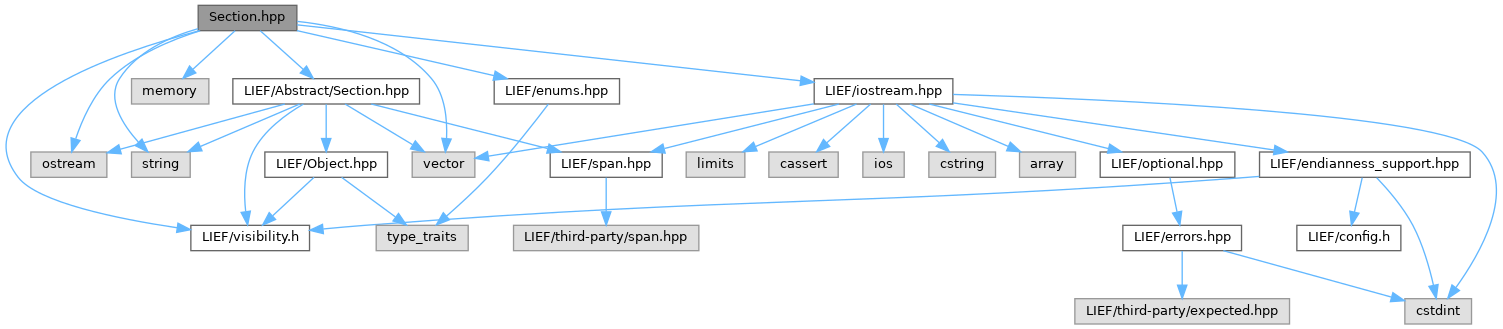 Section.hpp
memory
LIEF/Abstract/Section.hpp
LIEF/enums.hpp
LIEF/iostream.hpp
ostream
string
LIEF/Object.hpp
vector
LIEF/span.hpp
limits
cassert
ios
cstring
array
LIEF/optional.hpp
LIEF/endianness_support.hpp
LIEF/visibility.h
type_traits
LIEF/third-party/span.hpp
LIEF/errors.hpp
LIEF/config.h
LIEF/third-party/expected.hpp
cstdint